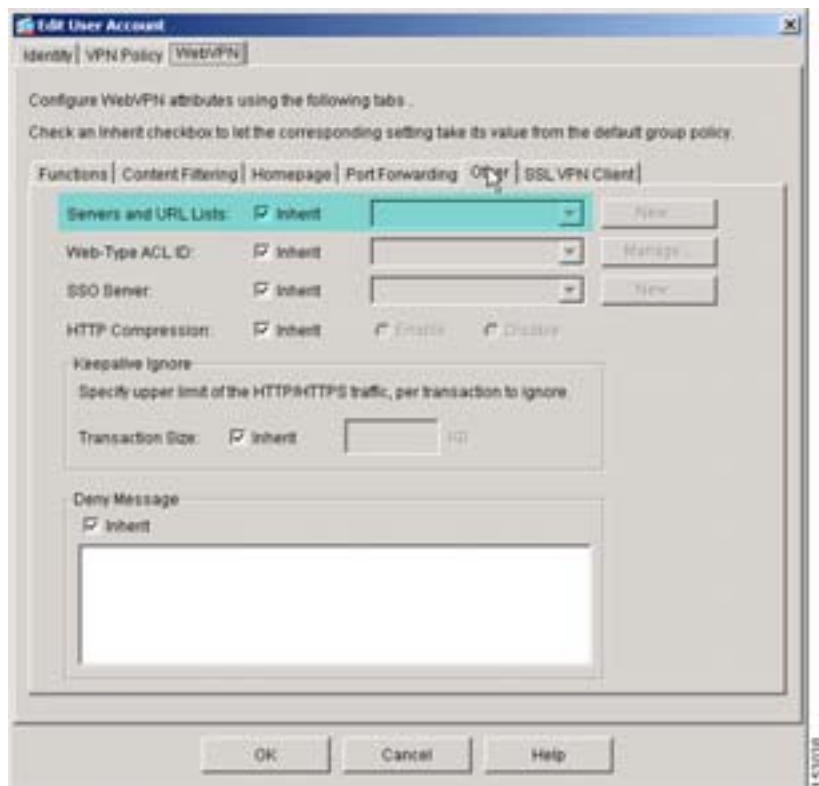 Edit User Account
Identity VPN Policy WebVPN
Configure WebVPN attributes using the following tabs .
Check an Inherit checkbox to let the corresponding setting take its value from the default group policy.
Functions Content Filtering Homepage Port Forwarding Other SSL VPN Client
Servers and URL Lists: Inherit New...
Web-Type ACL ID: Inherit Manage...
SSO Server: Inherit New...
HTTP Compression: Inherit Enable Disable
Keepalive Ignore
Specify upper limit of the HTTP/HTTPS traffic, per transaction to ignore.
Transaction Size: Inherit KB
Deny Message
Inherit
OK Cancel Help